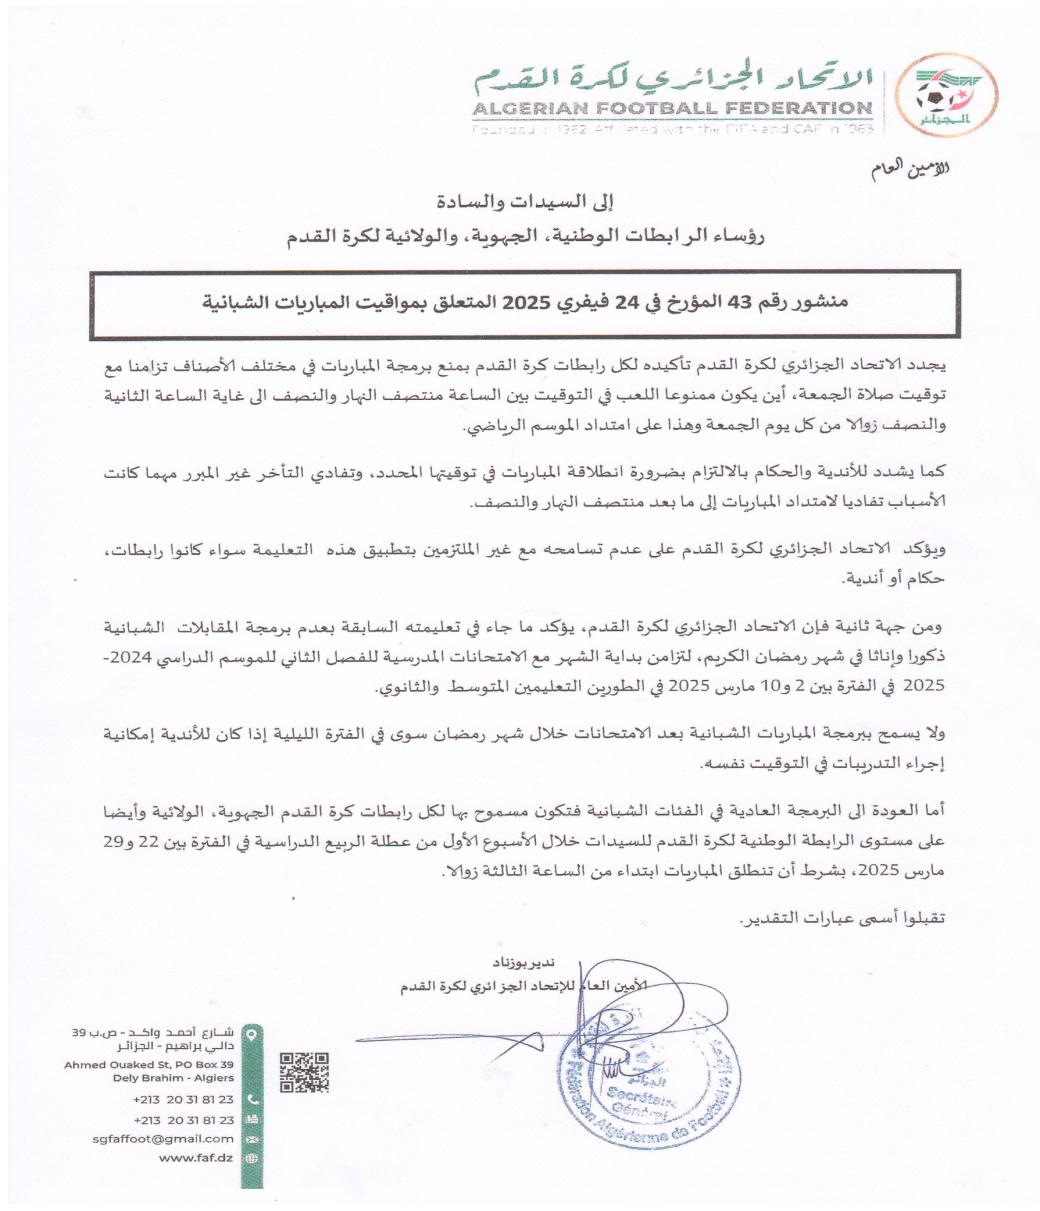 الاتحاد الجزائري لكرة القدم
ALGERIAN FOOTBALL FEDERATION
Founded in 1962 Affiliated with the FIFA and CAF in 1963
الجزائر
الأمين العام
إلى السيدات والسادة
رؤساء الرابطات الوطنية، الجهوية، والولائية لكرة القدم
منشور رقم 43 المؤرخ في 24 فيفري 2025 المتعلق بمواقيت المباريات الشبانية
يجدد الاتحاد الجزائري لكرة القدم تأكيده لكل رابطات كرة القدم بمنع برمجة المباريات في مختلف الأصناف تزامنا مع
توقيت صلاة الجمعة، أين يكون ممنوعا اللعب في التوقيت بين الساعة منتصف النهار والنصف الى غاية الساعة الثانية
والنصف زوالا من كل يوم الجمعة وهذا على امتداد الموسم الرياضي.
كما يشدد للأندية والحكام بالالتزام بضرورة انطلاقة المباريات في توقيتها المحدد، وتفادي التأخر غير المبرر مهما كانت
الأسباب تفاديا لامتداد المباريات إلى ما بعد منتصف النهار والنصف.
ويؤكد الاتحاد الجزائري لكرة القدم على عدم تسامحه مع غير الملتزمين بتطبيق هذه التعليمة سواء كانوا رابطات،
حكام أو أندية.
ومن جهة ثانية فإن الاتحاد الجزائري لكرة القدم، يؤكد ما جاء في تعليمته السابقة بعدم برمجة المقابلات الشبانية
ذكورا وإناثا في شهر رمضان الكريم، لتزامن بداية الشهر مع الامتحانات المدرسية للفصل الثاني للموسم الدراسي 2024-
2025 في الفترة بين 2 و10 مارس 2025 في الطورين التعليمين المتوسط والثانوي.
ولا يسمح ببرمجة المباريات الشبانية بعد الامتحانات خلال شهر رمضان سوى في الفترة الليلية إذا كان للأندية إمكانية
إجراء التدريبات في التوقيت نفسه.
أما العودة الى البرمجة العادية في الفئات الشبانية فتكون مسموح بها لكل رابطات كرة القدم الجهوية، الولائية وأيضا
على مستوى الرابطة الوطنية لكرة القدم للسيدات خلال الأسبوع الأول من عطلة الربيع الدراسية في الفترة بين 22 و29
مارس 2025، بشرط أن تنطلق المباريات ابتداء من الساعة الثالثة زوالا.
تقبلوا أسمى عبارات التقدير.
ندير بوزناد
الأمين العام للإتحاد الجزائري لكرة القدم
الجزائر
Secrétaire
Général
Fédération Algérienne de Football
شارع أحمد واكد - ص.ب 39
دالي براهيم - الجزائر
Ahmed Ouaked St, PO Box 39
Dely Brahim - Algiers
+213 20 31 81 23
+213 20 31 81 23
sgfaffoot@gmail.com
www.faf.dz